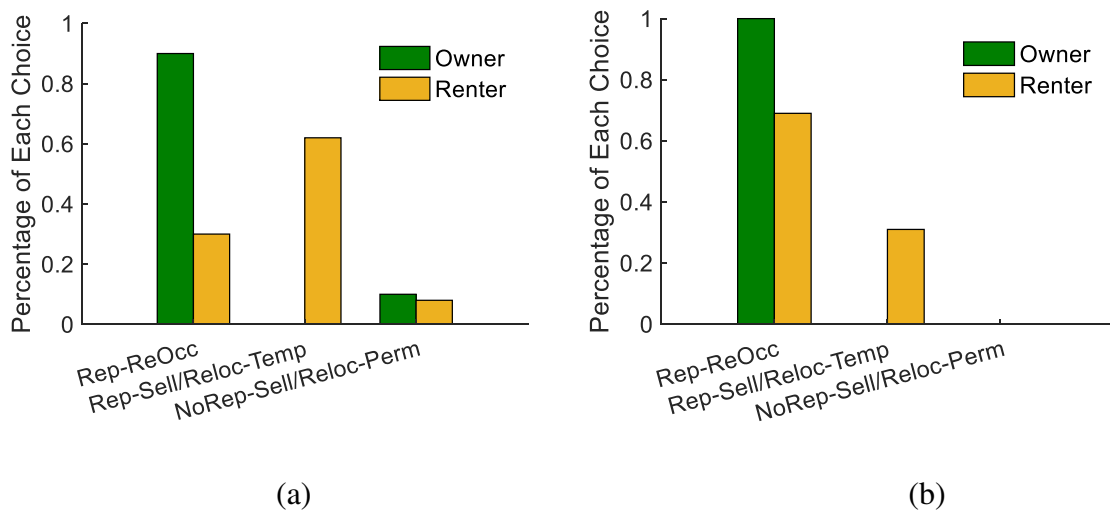 Percentage of Each Choice
1
0.8
0.6
0.4
0.2
0
Owner
Renter
Rep-ReOcc
Rep-Sell/Reloc-Temp
NoRep-Sell/Reloc-Perm
(a)
Percentage of Each Choice
1
0.8
0.6
0.4
0.2
0
Owner
Renter
Rep-ReOcc
Rep-Sell/Reloc-Temp
NoRep-Sell/Reloc-Perm
(b)